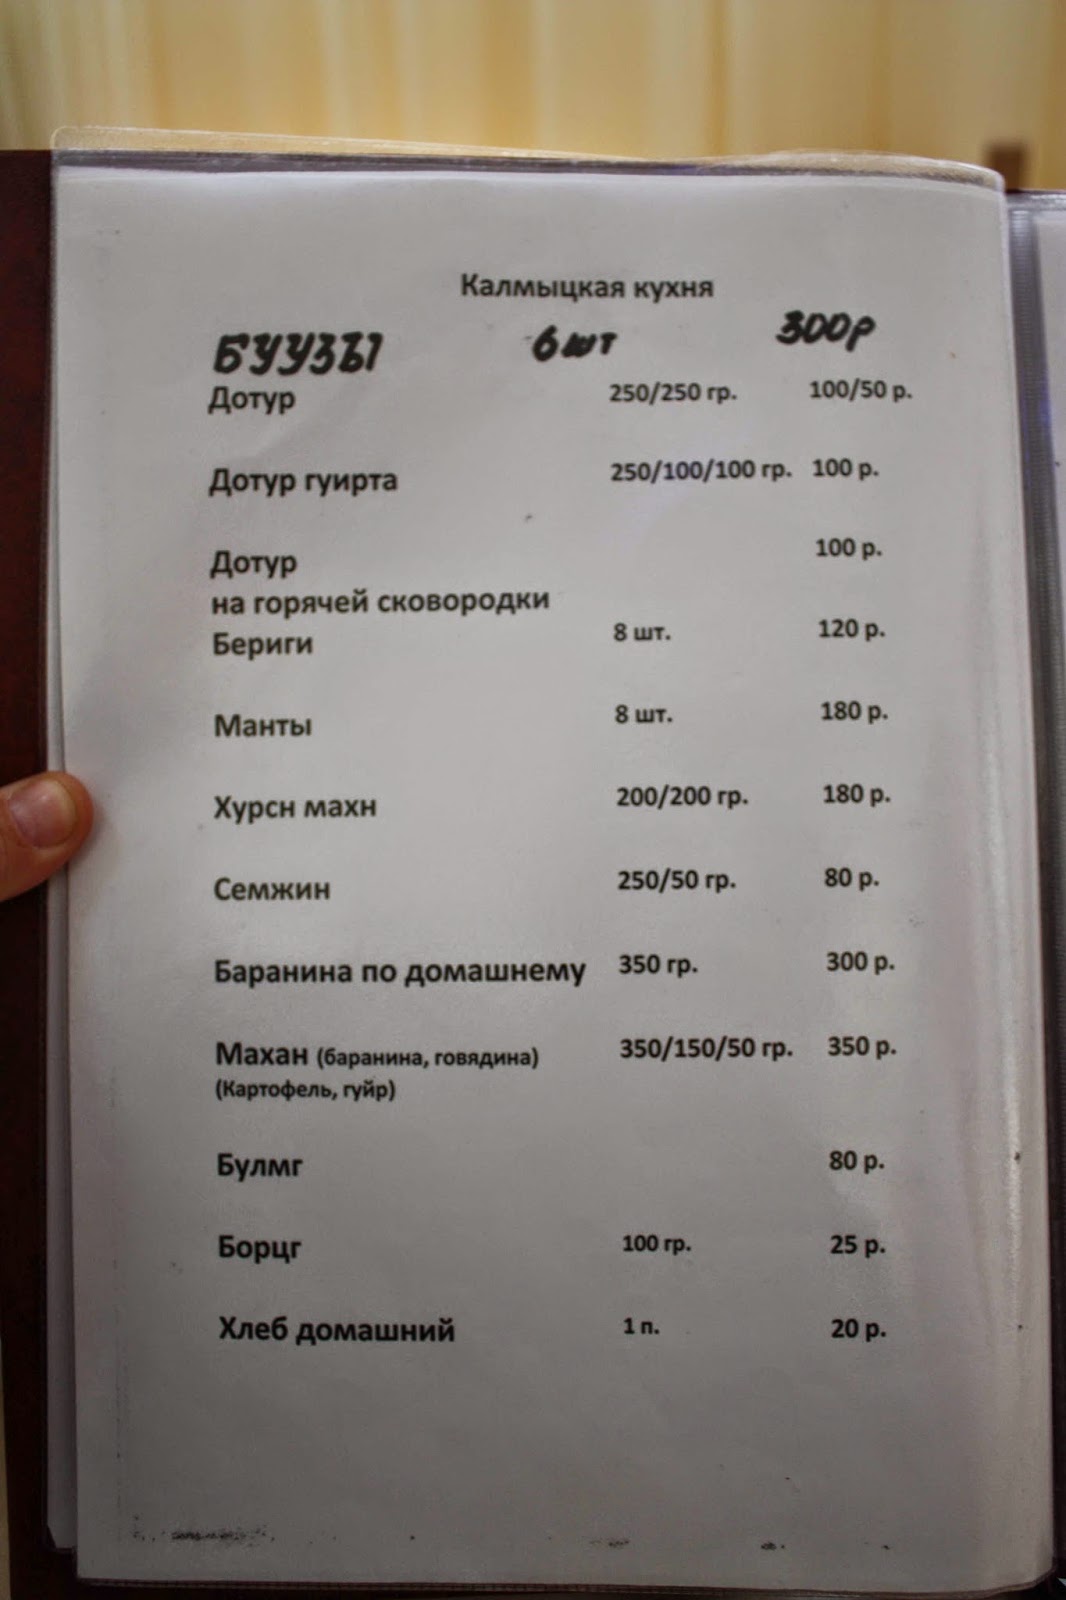 Калмыцкая кухня
БУУЗЫ 6 шт 300р
Дотур 250/250 гр. 100/50 р.
Дотур гуирта 250/100/100 гр. 100 р.
Дотур 100 р.
на горячей сковородки
Бериги 8 шт. 120 р.
Манты 8 шт. 180 р.
Хурсн махн 200/200 гр. 180 р.
Семжин 250/50 гр. 80 р.
Баранина по домашнему 350 гр. 300 р.
Махан (баранина, говядина) 350/150/50 гр. 350 р.
(Картофель, гуйр)
Булмг 80 р.
Борцг 100 гр. 25 р.
Хлеб домашний 1 п. 20 р.